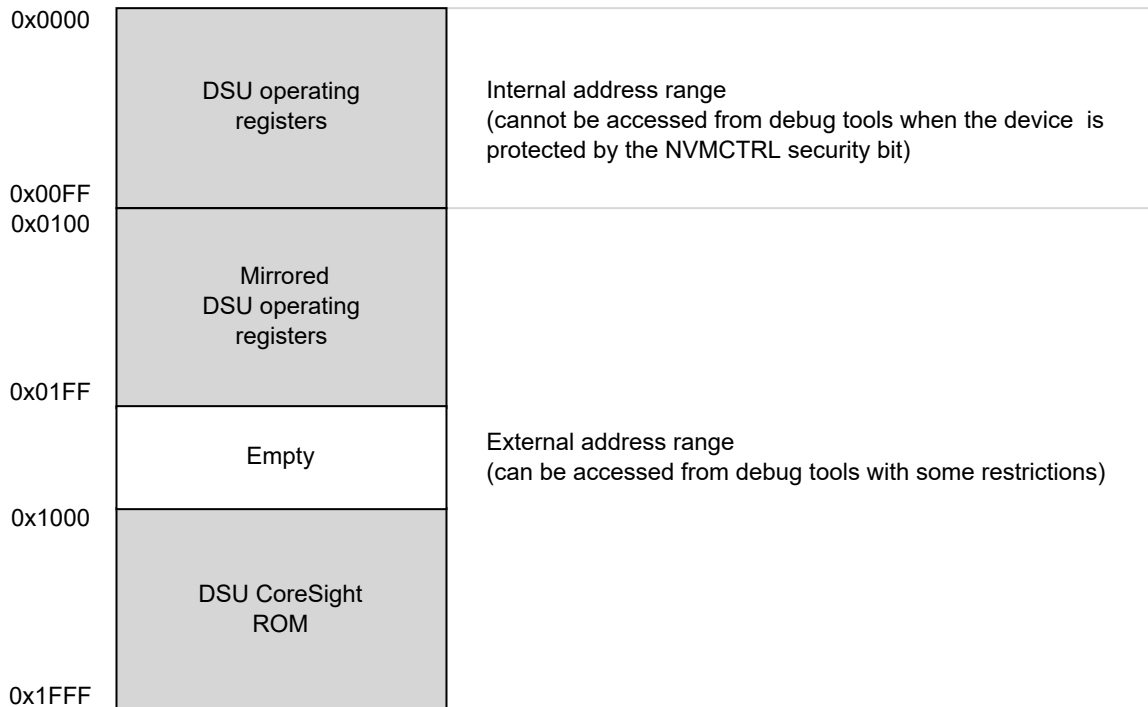 0x0000
DSU operating
registers
Internal address range
(cannot be accessed from debug tools when the device is
protected by the NVMCTRL security bit)
0x00FF
0x0100
Mirrored
DSU operating
registers
0x01FF
Empty
External address range
(can be accessed from debug tools with some restrictions)
0x1000
DSU CoreSight
ROM
0x1FFF